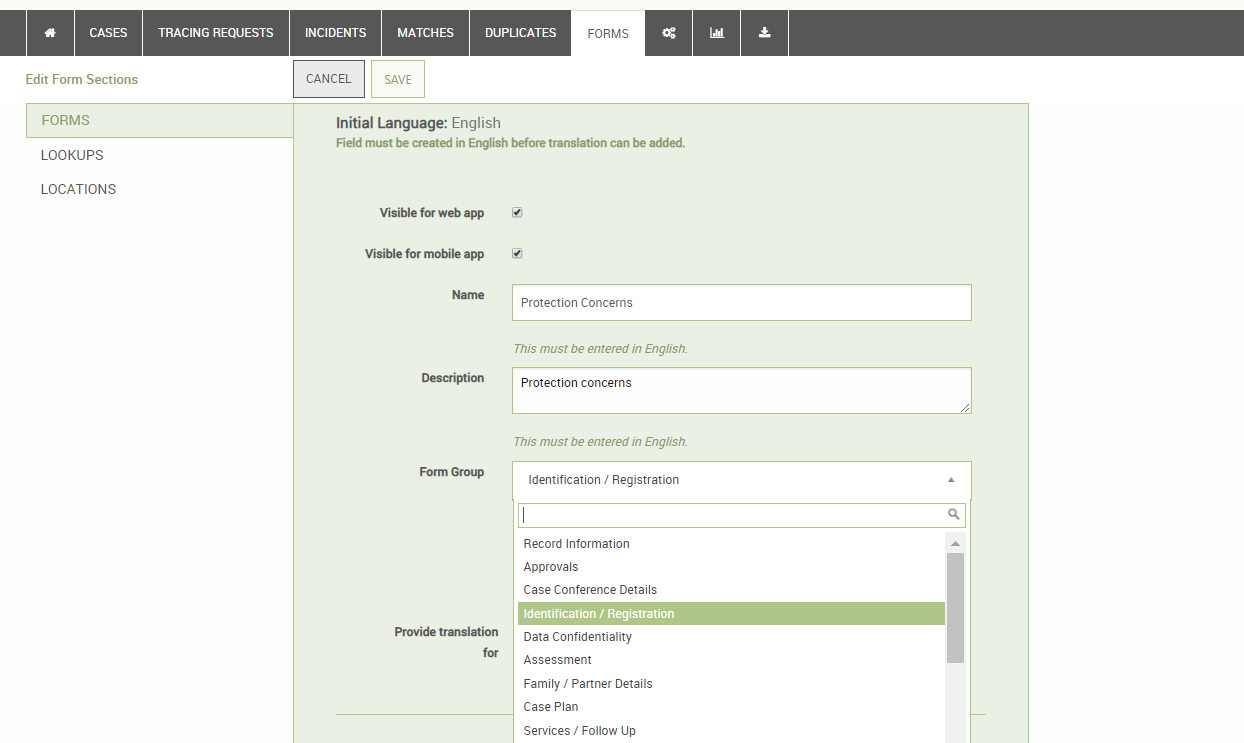 CASES TRACING REQUESTS INCIDENTS MATCHES DUPLICATES FORMS
Edit Form Sections
CANCEL SAVE
FORMS
LOOKUPS
LOCATIONS
Initial Language: English
Field must be created in English before translation can be added.
Visible for web app
Visible for mobile app
Name Protection Concerns
This must be entered in English.
Description Protection concerns
This must be entered in English.
Form Group Identification / Registration
Record Information
Approvals
Case Conference Details
Identification / Registration
Data Confidentiality
Assessment
Family / Partner Details
Case Plan
Services / Follow Up
Provide translation
for